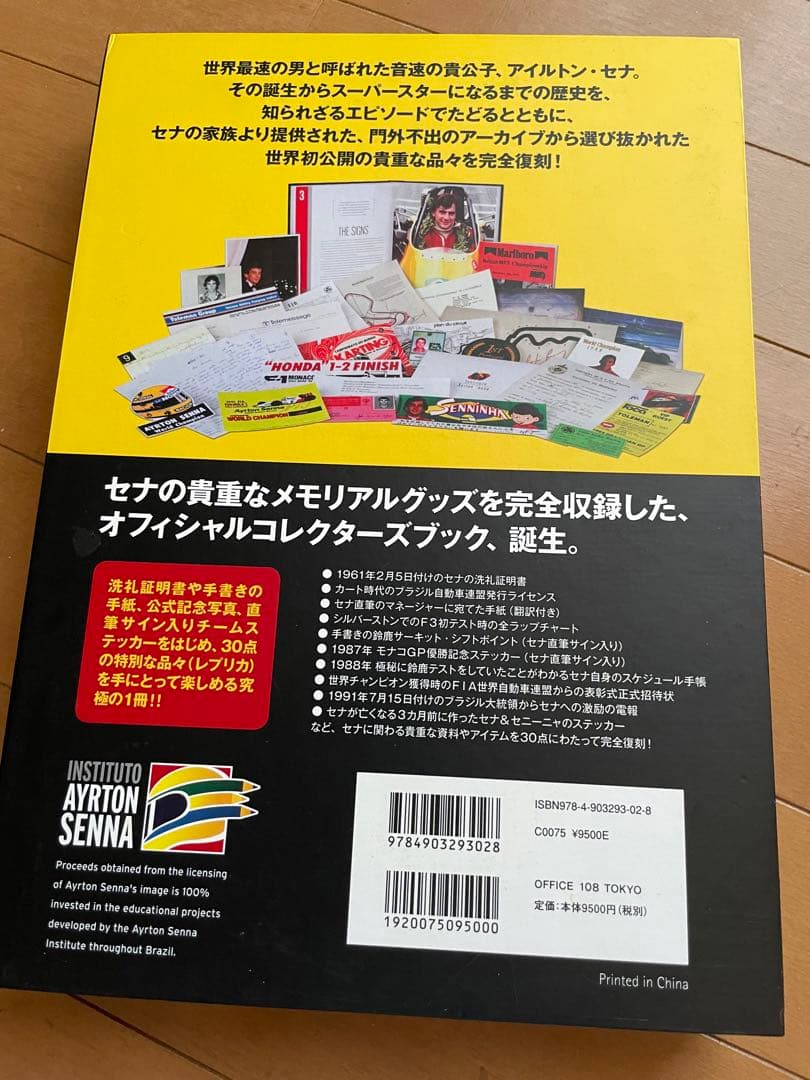 世界最速の男と呼ばれた音速の貴公子、アイルトン・セナ。
その誕生からスーパースターになるまでの歴史を、
知られざるエピソードでたどるとともに、
セナの家族より提供された、門外不出のアーカイブから選び抜かれた
世界初公開の貴重な品々を完全復刻！
3
THE SIGNS
Marlboro
Toleman Group
Telemessage
9
KARTING
"HONDA" 1-2 FINISH
MONACO
World Champion
AYRTON SENNA
World Champion
Ayrton Senna
WORLD CHAMPION
SENNINHA
TOLEMAN
GUEST
セナの貴重なメモリアルグッズを完全収録した、
オフィシャルコレクターズブック、誕生。
洗礼証明書や手書きの
手紙、公式記念写真、直
筆サイン入りチームス
テッカーをはじめ、30点
の特別な品々（レプリカ）
を手にとって楽しめる究
極の1冊!!
● 1961年2月5日付けのセナの洗礼証明書
● カート時代のブラジル自動車連盟発行ライセンス
● セナ直筆のマネージャーに宛てた手紙（翻訳付き）
● シルバーストンでのF3初テスト時の全ラップチャート
● 手書きの鈴鹿サーキット・シフトポイント（セナ直筆サイン入り）
● 1987年 モナコGP優勝記念ステッカー（セナ直筆サイン入り）
● 1988年 極秘に鈴鹿テストをしていたことがわかるセナ自身のスケジュール手帳
● 世界チャンピオン獲得時のFIA世界自動車連盟からの表彰式正式招待状
● 1991年7月15日付けのブラジル大統領からセナへの激励の電報
● セナが亡くなる3カ月前に作ったセナ&セニーニャのステッカー
など、セナに関わる貴重な資料やアイテムを30点にわたって完全復刻！
INSTITUTO
AYRTON
SENNA
Proceeds obtained from the licensing
of Ayrton Senna's image is 100%
invested in the educational projects
developed by the Ayrton Senna
Institute throughout Brazil.
9784903293028
1920075095000
ISBN978-4-903293-02-8
C0075 ¥9500E
OFFICE 108 TOKYO
定価:本体9500円（税別）
Printed in China